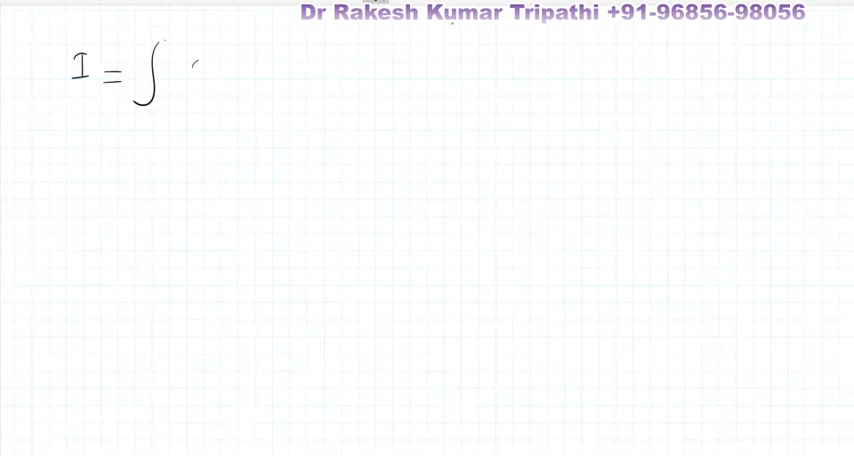 Dr Rakesh Kumar Tripathi +91-96856-98056
I = ∫